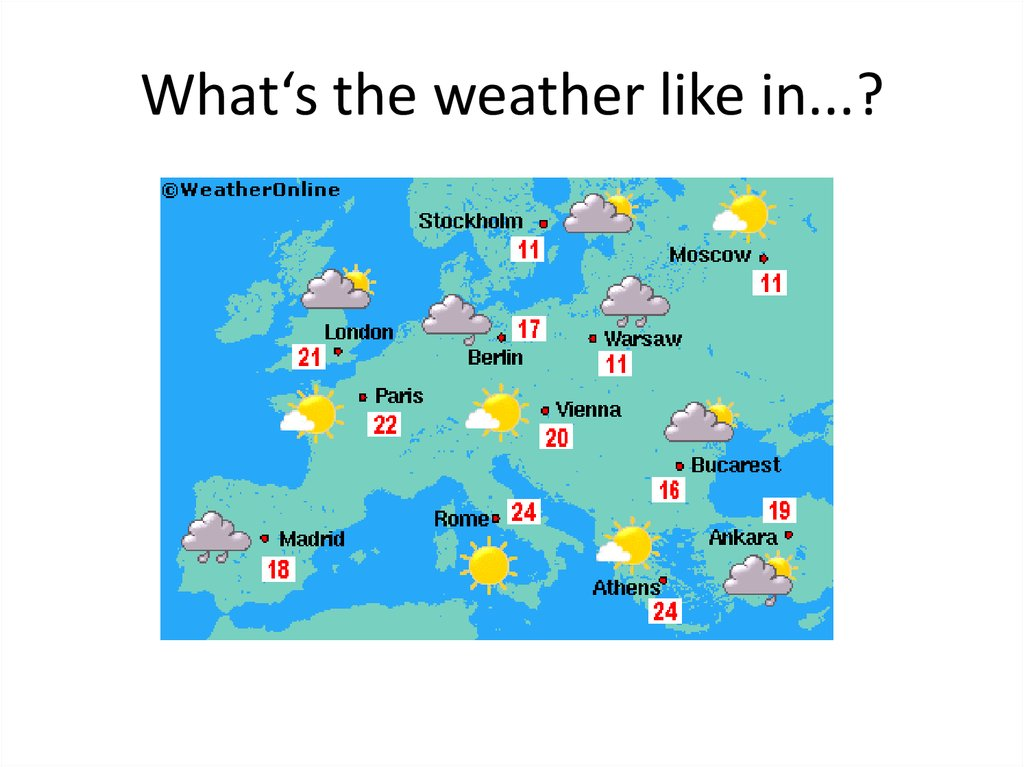 What‘s the weather like in...?
©WeatherOnline
Stockholm
11
Moscow
11
London
21
17
Berlin
Warsaw
11
Paris
22
Vienna
20
Bucarest
16
Rome
24
19
Ankara
Madrid
18
Athens
24